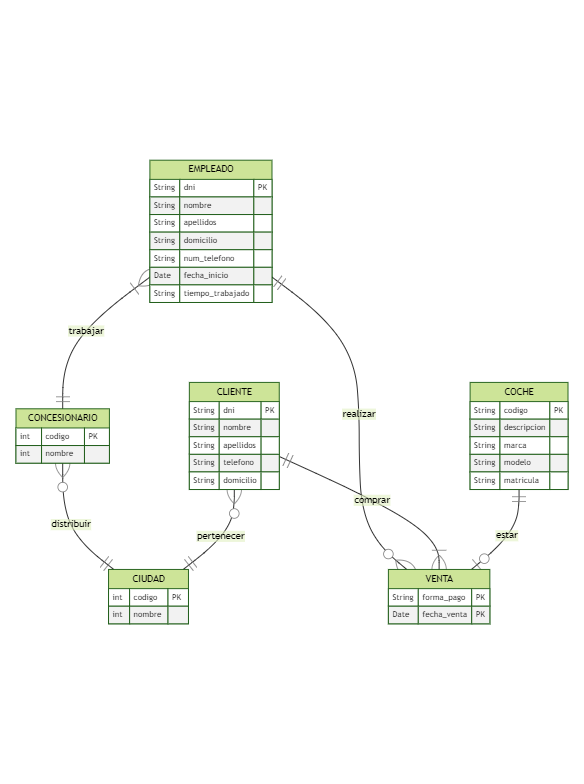 EMPLEADO
String dni PK
String nombre
String apellidos
String domicilio
String num_telefono
Date fecha_inicio
String tiempo_trabajado
trabajar
CLIENTE
String dni PK
String nombre
String apellidos
String telefono
String domicilio
COCHE
String codigo PK
String descripcion
String marca
String modelo
String matricula
CONCESIONARIO
int codigo PK
int nombre
realizar
comprar
distribuir
pertenecer
estar
CIUDAD
int codigo PK
int nombre
VENTA
String forma_pago PK
Date fecha_venta PK